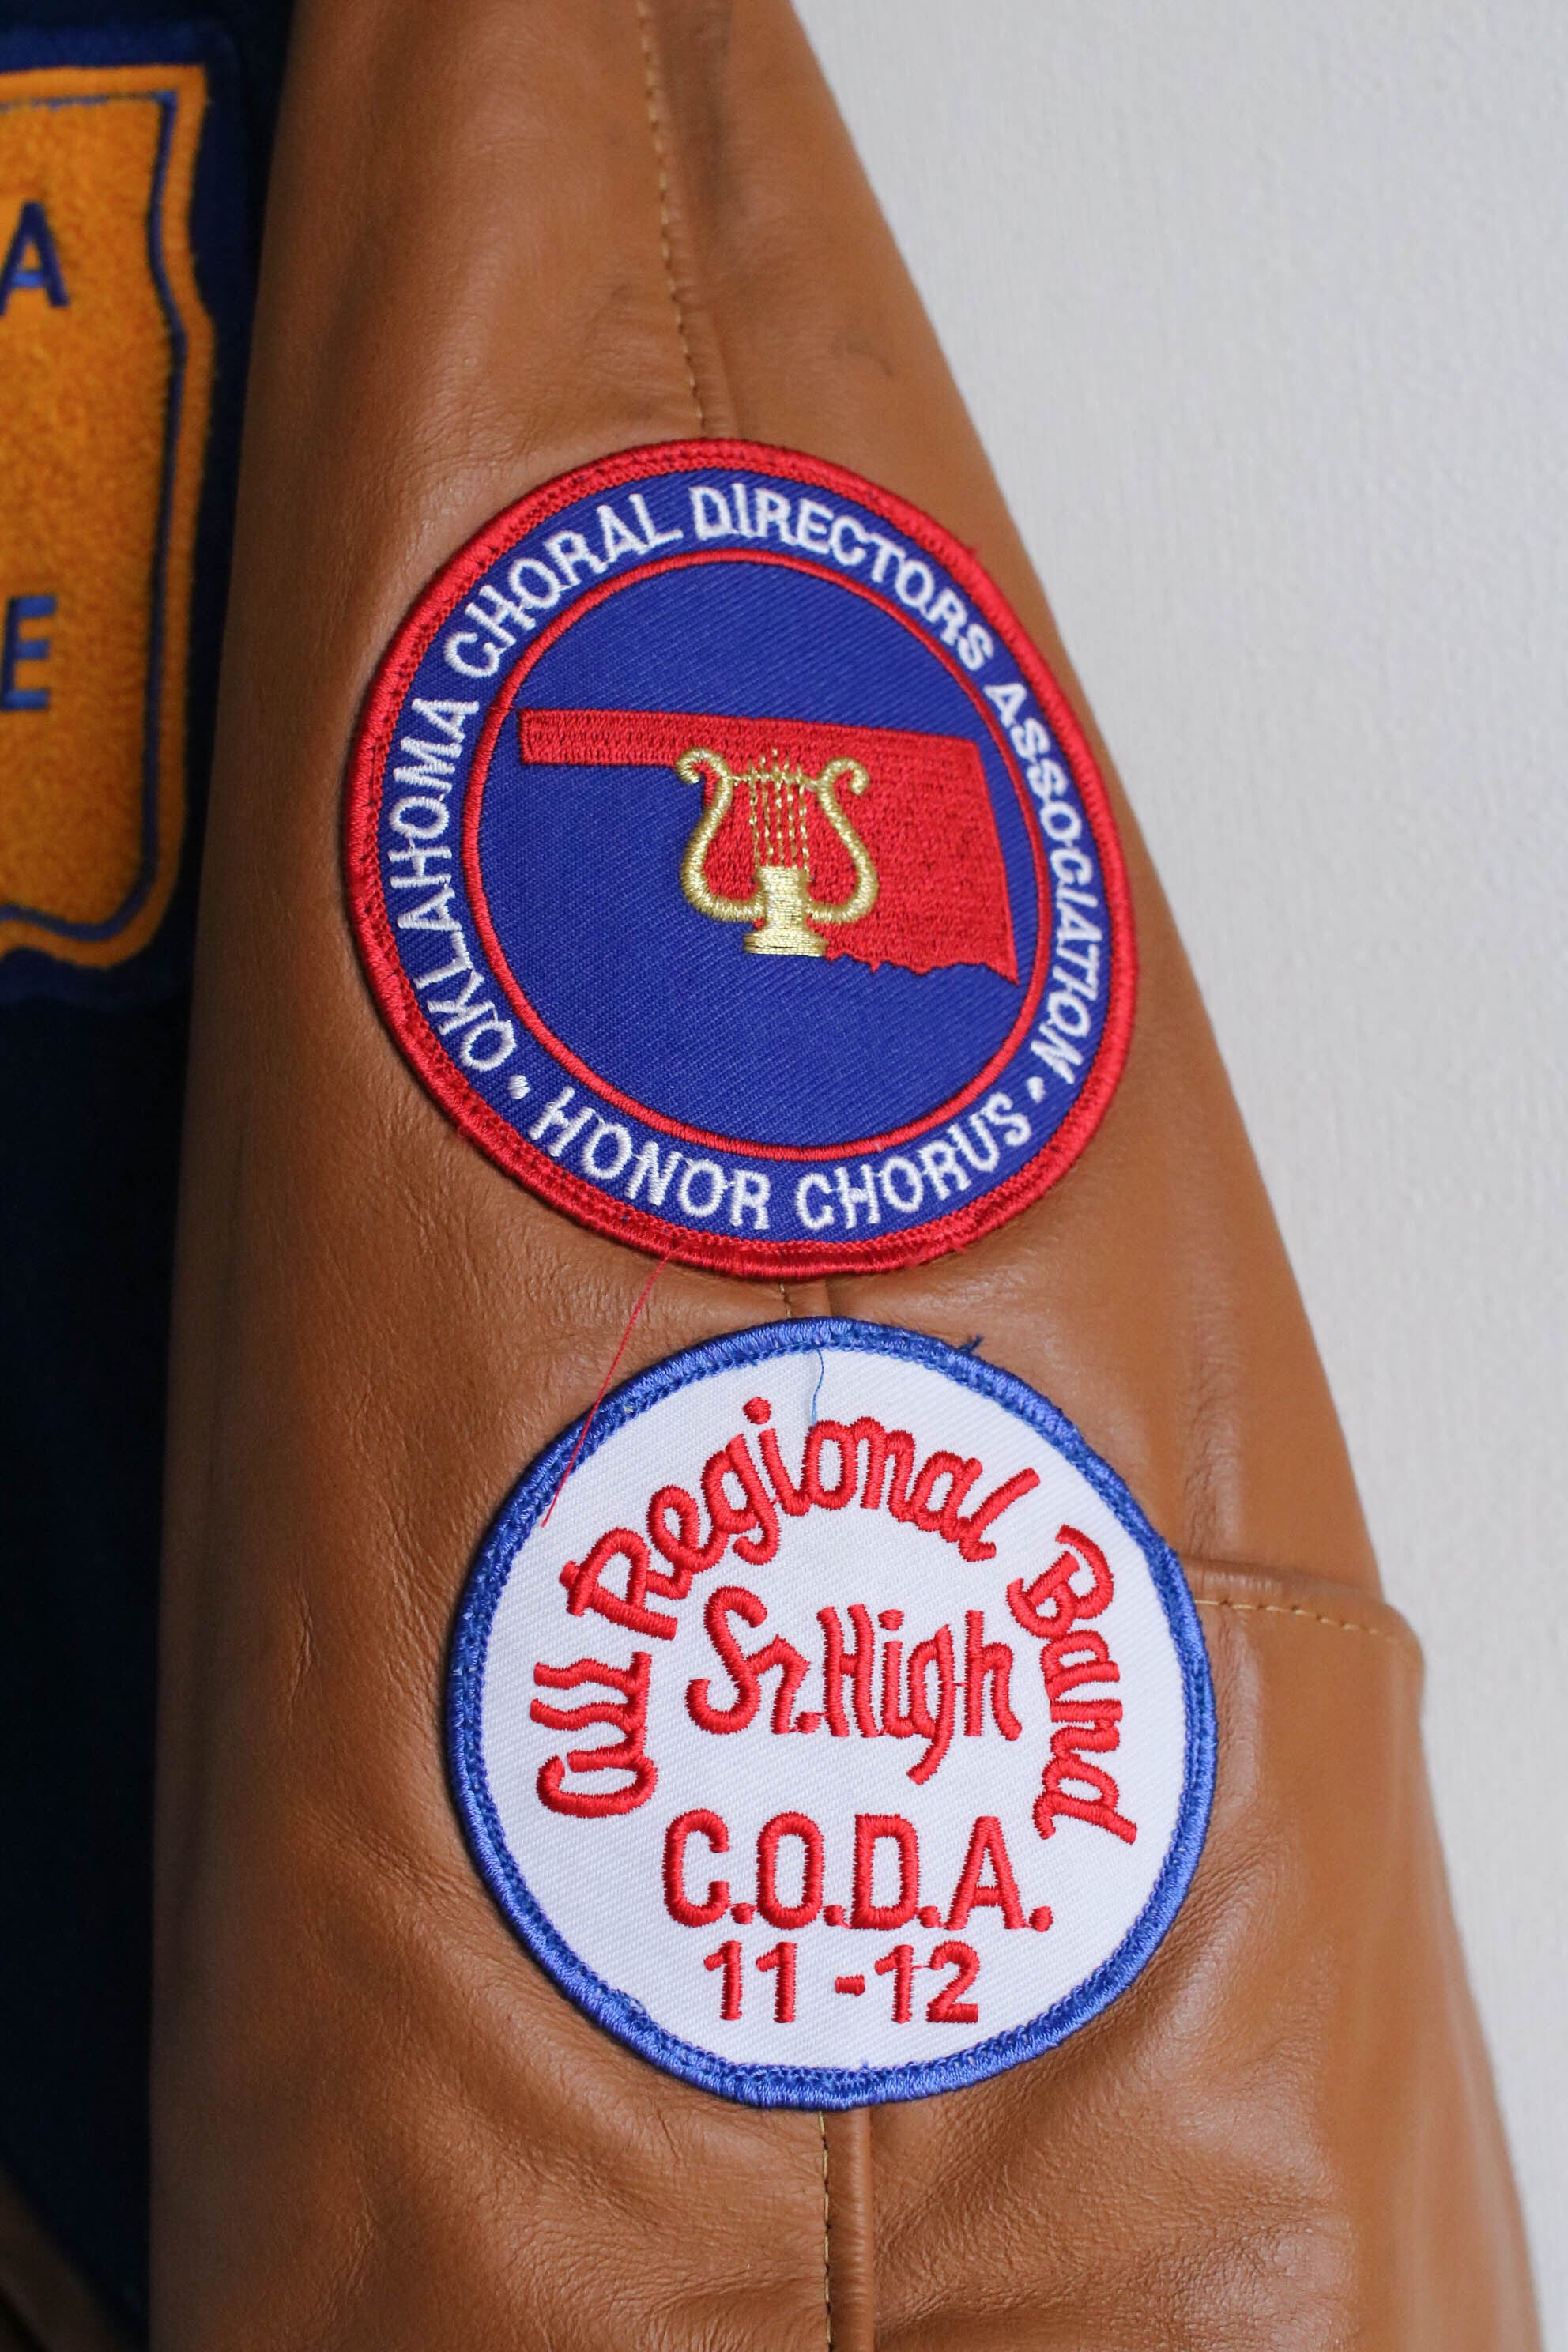 A
E
OKLAHOMA CHORAL DIRECTORS ASSOCIATION
• HONOR CHORUS •
All Regional Band
Sr. High
C.O.D.A.
11-12